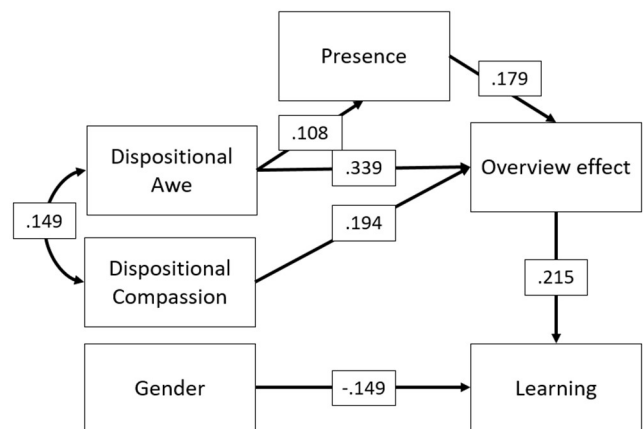 Presence
.179
.108
Dispositional
Awe
.339
Overview effect
.149
.194
Dispositional
Compassion
.215
Gender
-.149
Learning